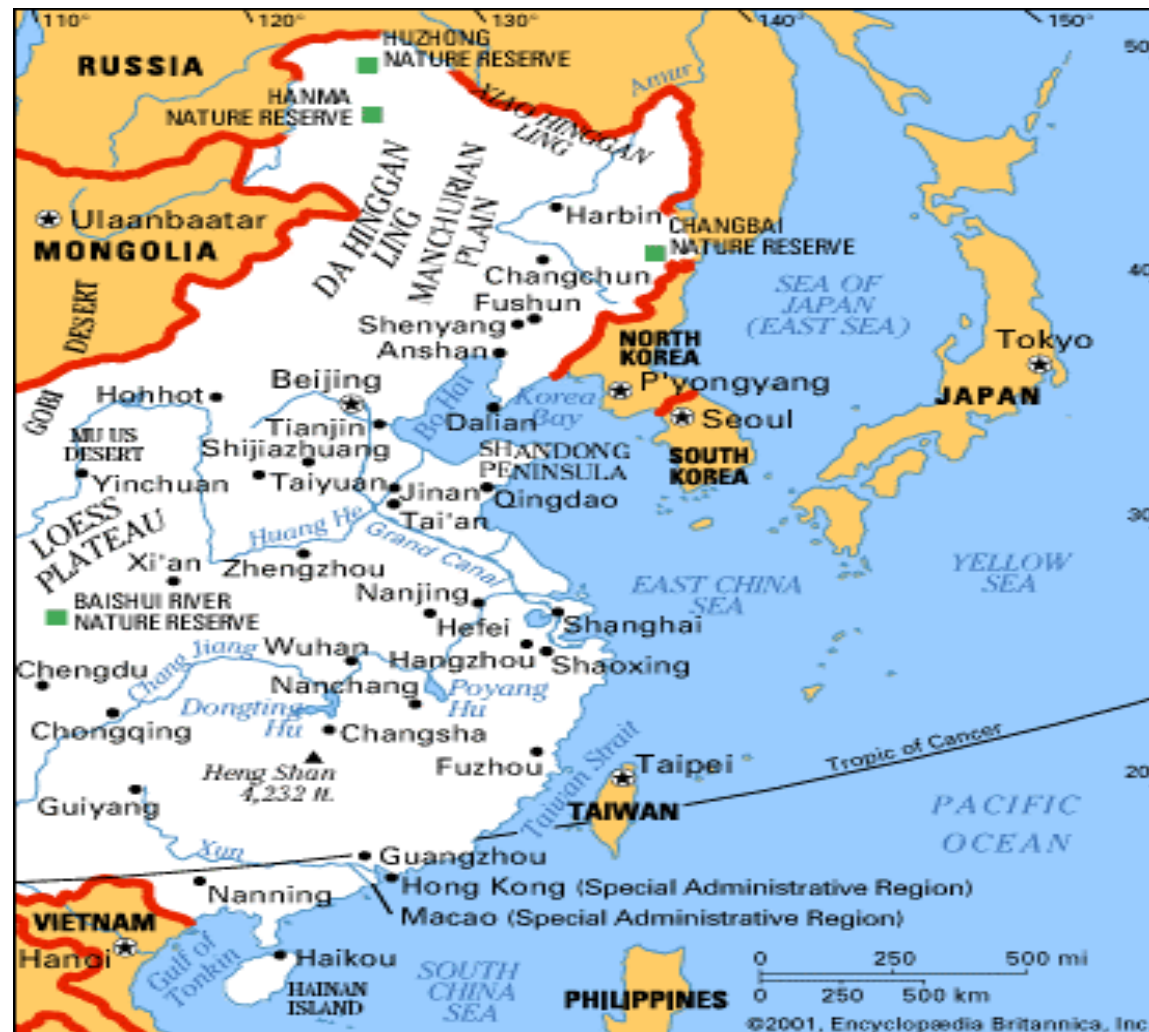 110°
120°
130°
140°
150°
50
HUZHONG
NATURE RESERVE
RUSSIA
HANMA
NATURE RESERVE
Amur
XIAO HINGGAN
LING
Ulaanbaatar
MONGOLIA
DA HINGGAN
LING
MANCHURIAN
PLAIN
Harbin
CHANGBAI
NATURE RESERVE
Changchun
SEA OF
JAPAN
(EAST SEA)
40
GOBI
DESERT
Fushun
Shenyang
Anshan
NORTH
KOREA
Tokyo
P'yongyang
JAPAN
Beijing
Hohhot
Bo Hai
Korea
Bay
Dalian
Seoul
Tianjin
MU US
DESERT
Shijiazhuang
SHANDONG
PENINSULA
SOUTH
KOREA
Yinchuan
Taiyuan
Jinan
Qingdao
Tai'an
30
LOESS
PLATEAU
Huang He
Grand Canal
Xi'an
Zhengzhou
EAST CHINA
SEA
YELLOW
SEA
BAISHUI RIVER
NATURE RESERVE
Nanjing
Hefei
Shanghai
Wuhan
Hangzhou
Shaoxing
Chengdu
Chang Jiang
Nanchang
Poyang
Hu
Dongting
Hu
Chongqing
Changsha
Fuzhou
Taiwan Strait
Taipei
Tropic of Cancer
Heng Shan
4,232 ft.
20
Guiyang
TAIWAN
PACIFIC
OCEAN
Xun
Guangzhou
Nanning
Hong Kong (Special Administrative Region)
Macao (Special Administrative Region)
VIETNAM
Hanoi
Gulf of
Tonkin
Haikou
HAINAN
ISLAND
SOUTH
CHINA
SEA
PHILIPPINES
0 250 500 mi
0 250 500 km
©2001, Encyclopædia Britannica, Inc